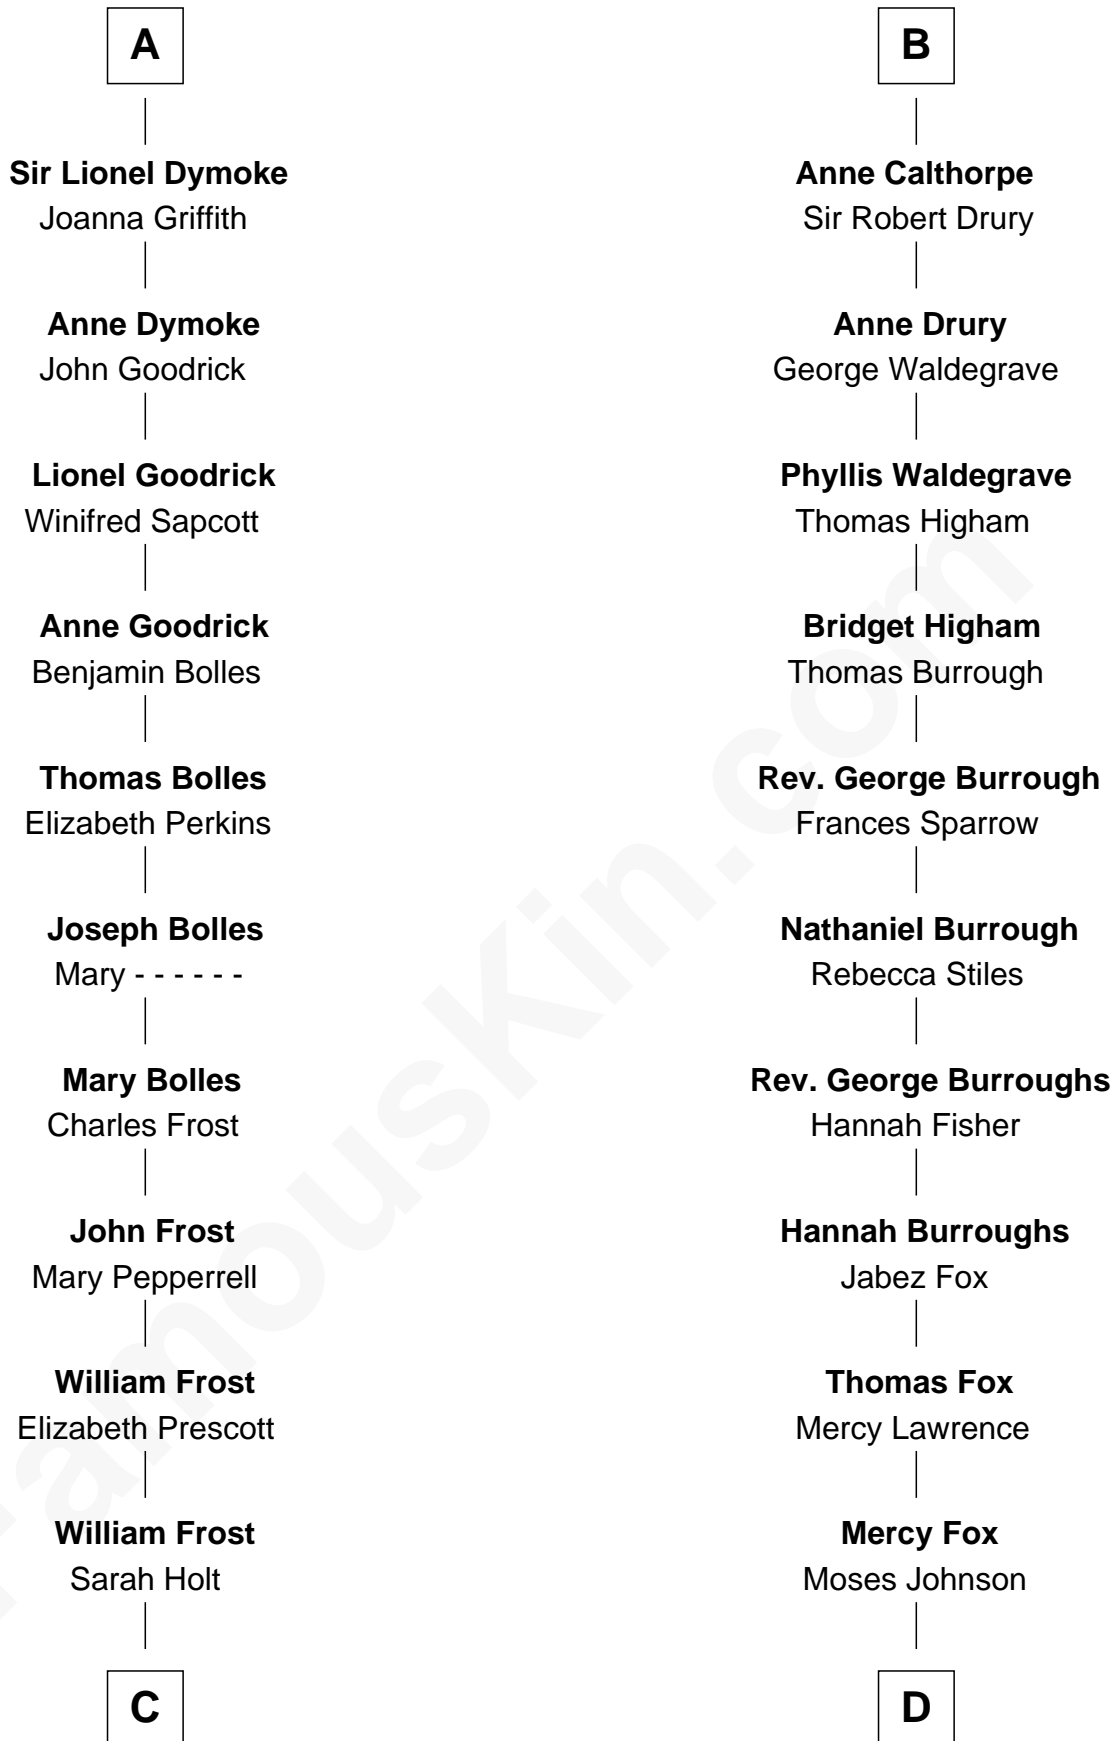 A
Sir Lionel Dymoke
Joanna Griffith
Anne Dymoke
John Goodrick
Lionel Goodrick
Winifred Sapcott
Anne Goodrick
Benjamin Bolles
Thomas Bolles
Elizabeth Perkins
Joseph Bolles
Mary - - - - - -
Mary Bolles
Charles Frost
John Frost
Mary Pepperrell
William Frost
Elizabeth Prescott
William Frost
Sarah Holt
C
B
Anne Calthorpe
Sir Robert Drury
Anne Drury
George Waldegrave
Phyllis Waldegrave
Thomas Higham
Bridget Higham
Thomas Burrough
Rev. George Burrough
Frances Sparrow
Nathaniel Burrough
Rebecca Stiles
Rev. George Burroughs
Hannah Fisher
Hannah Burroughs
Jabez Fox
Thomas Fox
Mercy Lawrence
Mercy Fox
Moses Johnson
D
FamousKin.com